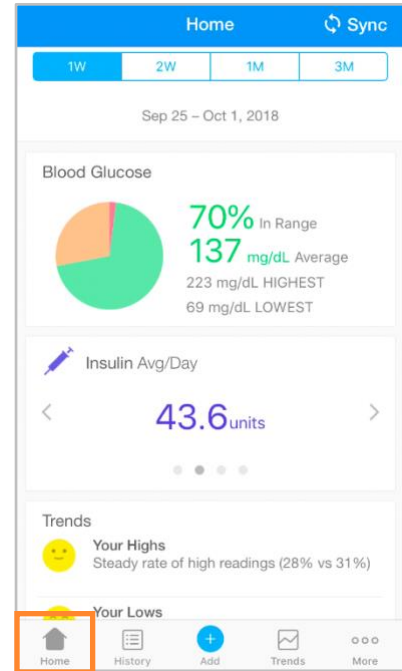 Home
Sync
1W 2W 1M 3M
Sep 25 – Oct 1, 2018
Blood Glucose
70% In Range
137 mg/dL Average
223 mg/dL HIGHEST
69 mg/dL LOWEST
Insulin Avg/Day
43.6units
Trends
Your Highs
Steady rate of high readings (28% vs 31%)
Your Lows
Home History Add Trends More